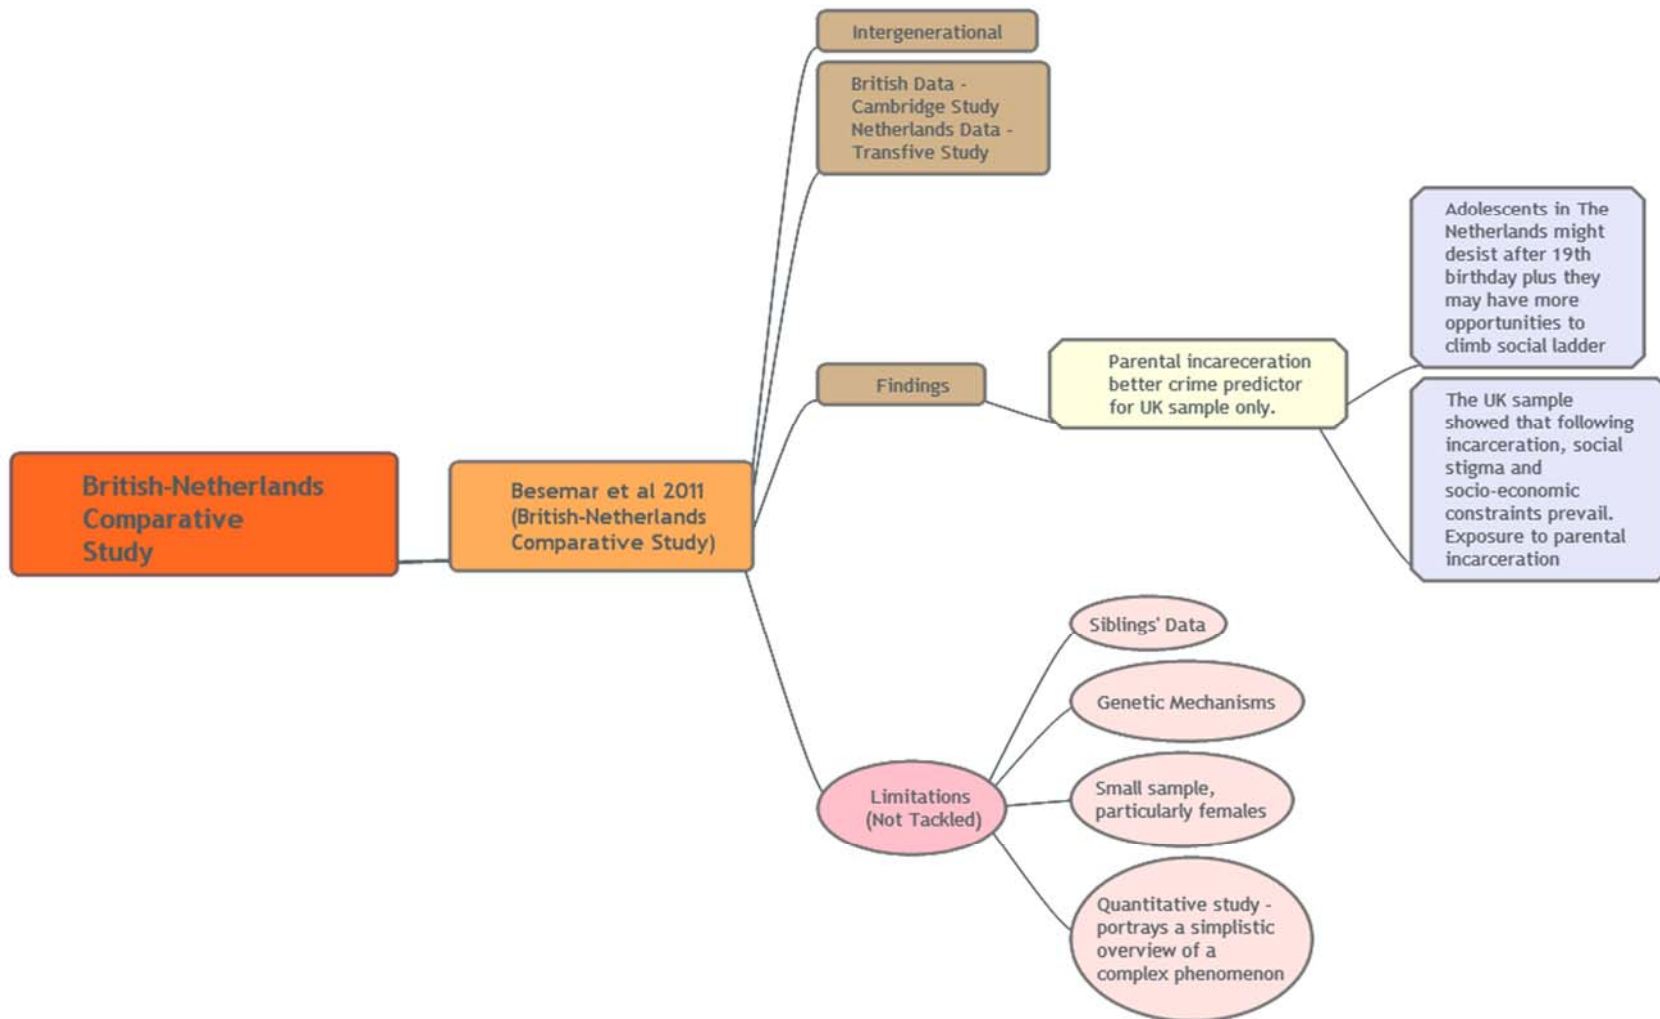 British-Netherlands
Comparative
Study
Besemar et al 2011
(British-Netherlands
Comparative Study)
Intergenerational
British Data -
Cambridge Study
Netherlands Data -
Transfive Study
Findings
Parental incareceration
better crime predictor
for UK sample only.
Adolescents in The
Netherlands might
desist after 19th
birthday plus they
may have more
opportunities to
climb social ladder
The UK sample
showed that following
incarceration, social
stigma and
socio-economic
constraints prevail.
Exposure to parental
incarceration
Limitations
(Not Tackled)
Siblings' Data
Genetic Mechanisms
Small sample,
particularly females
Quantitative study -
portrays a simplistic
overview of a
complex phenomenon